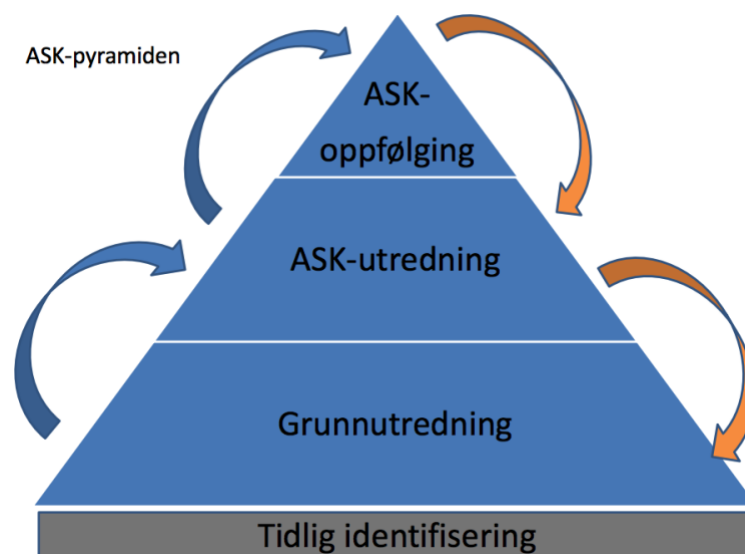 ASK-pyramiden
ASK-
oppfølging
ASK-utredning
Grunnutredning
Tidlig identifisering